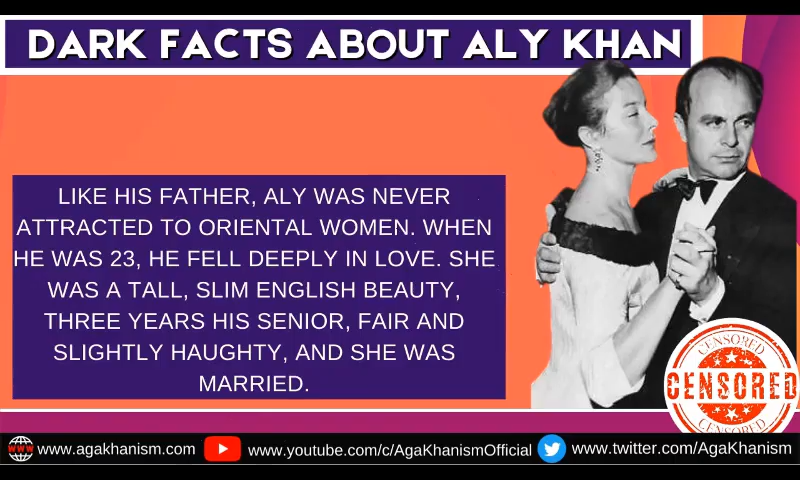 DARK FACTS ABOUT ALY KHAN
LIKE HIS FATHER, ALY WAS NEVER
ATTRACTED TO ORIENTAL WOMEN. WHEN
HE WAS 23, HE FELL DEEPLY IN LOVE. SHE
WAS A TALL, SLIM ENGLISH BEAUTY,
THREE YEARS HIS SENIOR, FAIR AND
SLIGHTLY HAUGHTY, AND SHE WAS
MARRIED.
CENSORED
CENSORED
CENSORED
WWW www.agakhanism.com www.youtube.com/c/AgaKhanismOfficial www.twitter.com/AgaKhanism